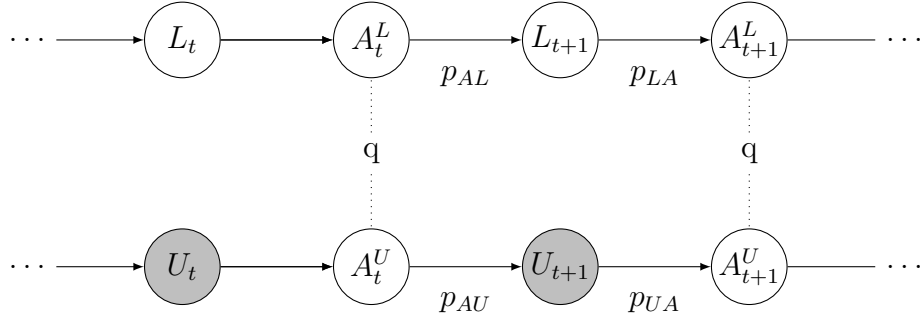 ··· L_t A_t^L L_{t+1} A_{t+1}^L ···
p_{AL} p_{LA}
q q
··· U_t A_t^U U_{t+1} A_{t+1}^U ···
p_{AU} p_{UA}